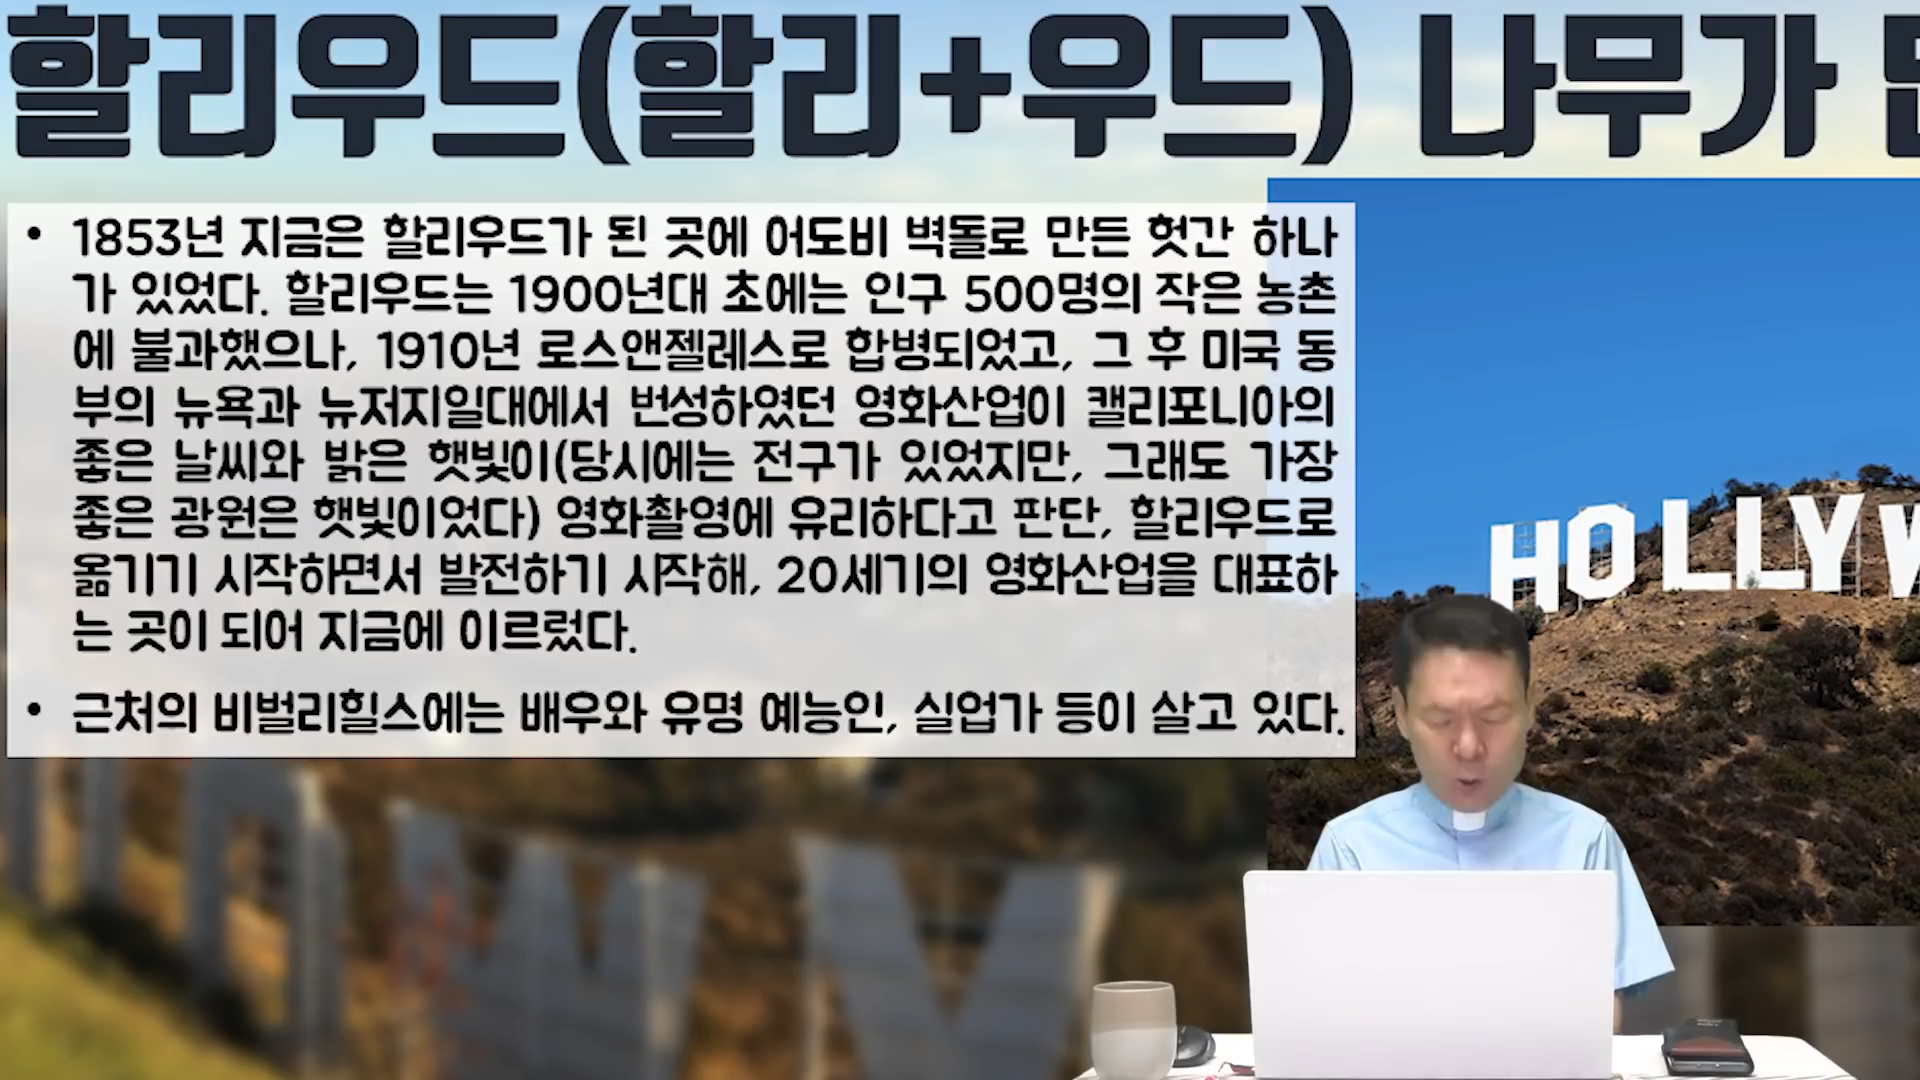 할리우드(할리+우드) 나무가
• 1853년 지금은 할리우드가 된 곳에 어도비 벽돌로 만든 헛간 하나
가 있었다. 할리우드는 1900년대 초에는 인구 500명의 작은 농촌
에 불과했으나, 1910년 로스앤젤레스로 합병되었고, 그 후 미국 동
부의 뉴욕과 뉴저지일대에서 번성하였던 영화산업이 캘리포니아의
좋은 날씨와 밝은 햇빛이(당시에는 전구가 있었지만, 그래도 가장
좋은 광원은 햇빛이었다) 영화촬영에 유리하다고 판단, 할리우드로
옮기기 시작하면서 발전하기 시작해, 20세기의 영화산업을 대표하
는 곳이 되어 지금에 이르렀다.
• 근처의 비벌리힐스에는 배우와 유명 예능인, 실업가 등이 살고 있다.
HOLLYW